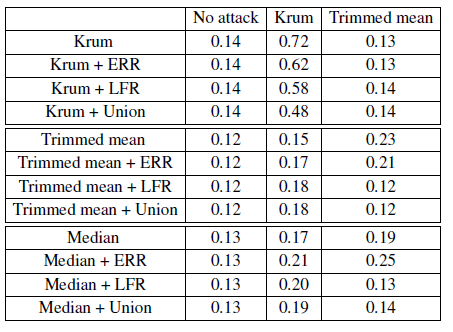 No attack Krum Trimmed mean
Krum 0.14 0.72 0.13
Krum + ERR 0.14 0.62 0.13
Krum + LFR 0.14 0.58 0.14
Krum + Union 0.14 0.48 0.14
Trimmed mean 0.12 0.15 0.23
Trimmed mean + ERR 0.12 0.17 0.21
Trimmed mean + LFR 0.12 0.18 0.12
Trimmed mean + Union 0.12 0.18 0.12
Median 0.13 0.17 0.19
Median + ERR 0.13 0.21 0.25
Median + LFR 0.13 0.20 0.13
Median + Union 0.13 0.19 0.14